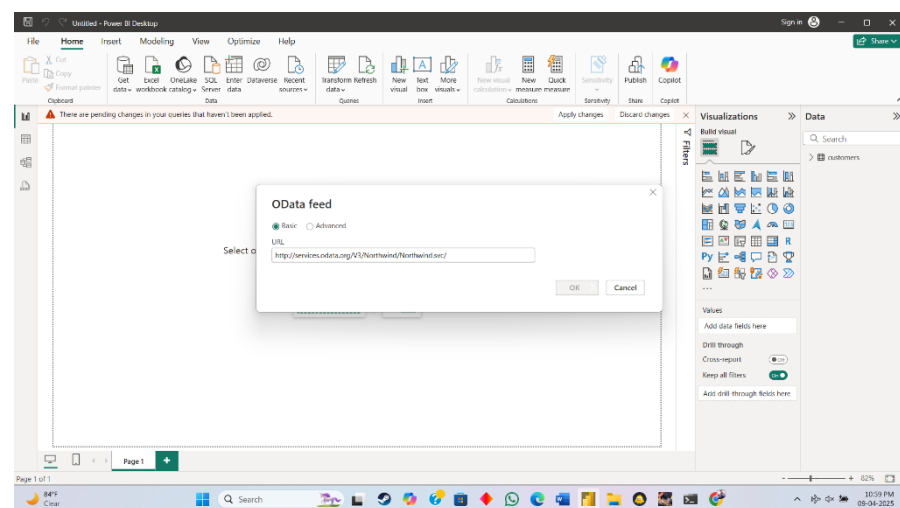 Untitled - Power BI Desktop
Sign in
File Home Insert Modeling View Optimize Help
Share
Paste
Cut
Copy
Format painter
Clipboard
Get data
Excel workbook
OneLake catalog
SQL Server
Enter data
Dataverse
Recent sources
Data
Transform data
Refresh
Queries
New visual
Text box
More visuals
Insert
New visual calculation
New measure
Quick measure
Calculations
Sensitivity
Sensitivity
Publish
Share
Copilot
Copilot
There are pending changes in your queries that haven't been applied.
Apply changes
Discard changes
Filters
Visualizations
Build visual
R
Py
Values
Add data fields here
Drill through
Cross-report
Off
Keep all filters
On
Add drill-through fields here
Data
Search
customers
Select o
OData feed
Basic
Advanced
URL
http://services.odata.org/V3/Northwind/Northwind.svc/
OK
Cancel
Page 1
Page 1 of 1
82%
84°F
Clear
Search
10:59 PM
09-04-2025